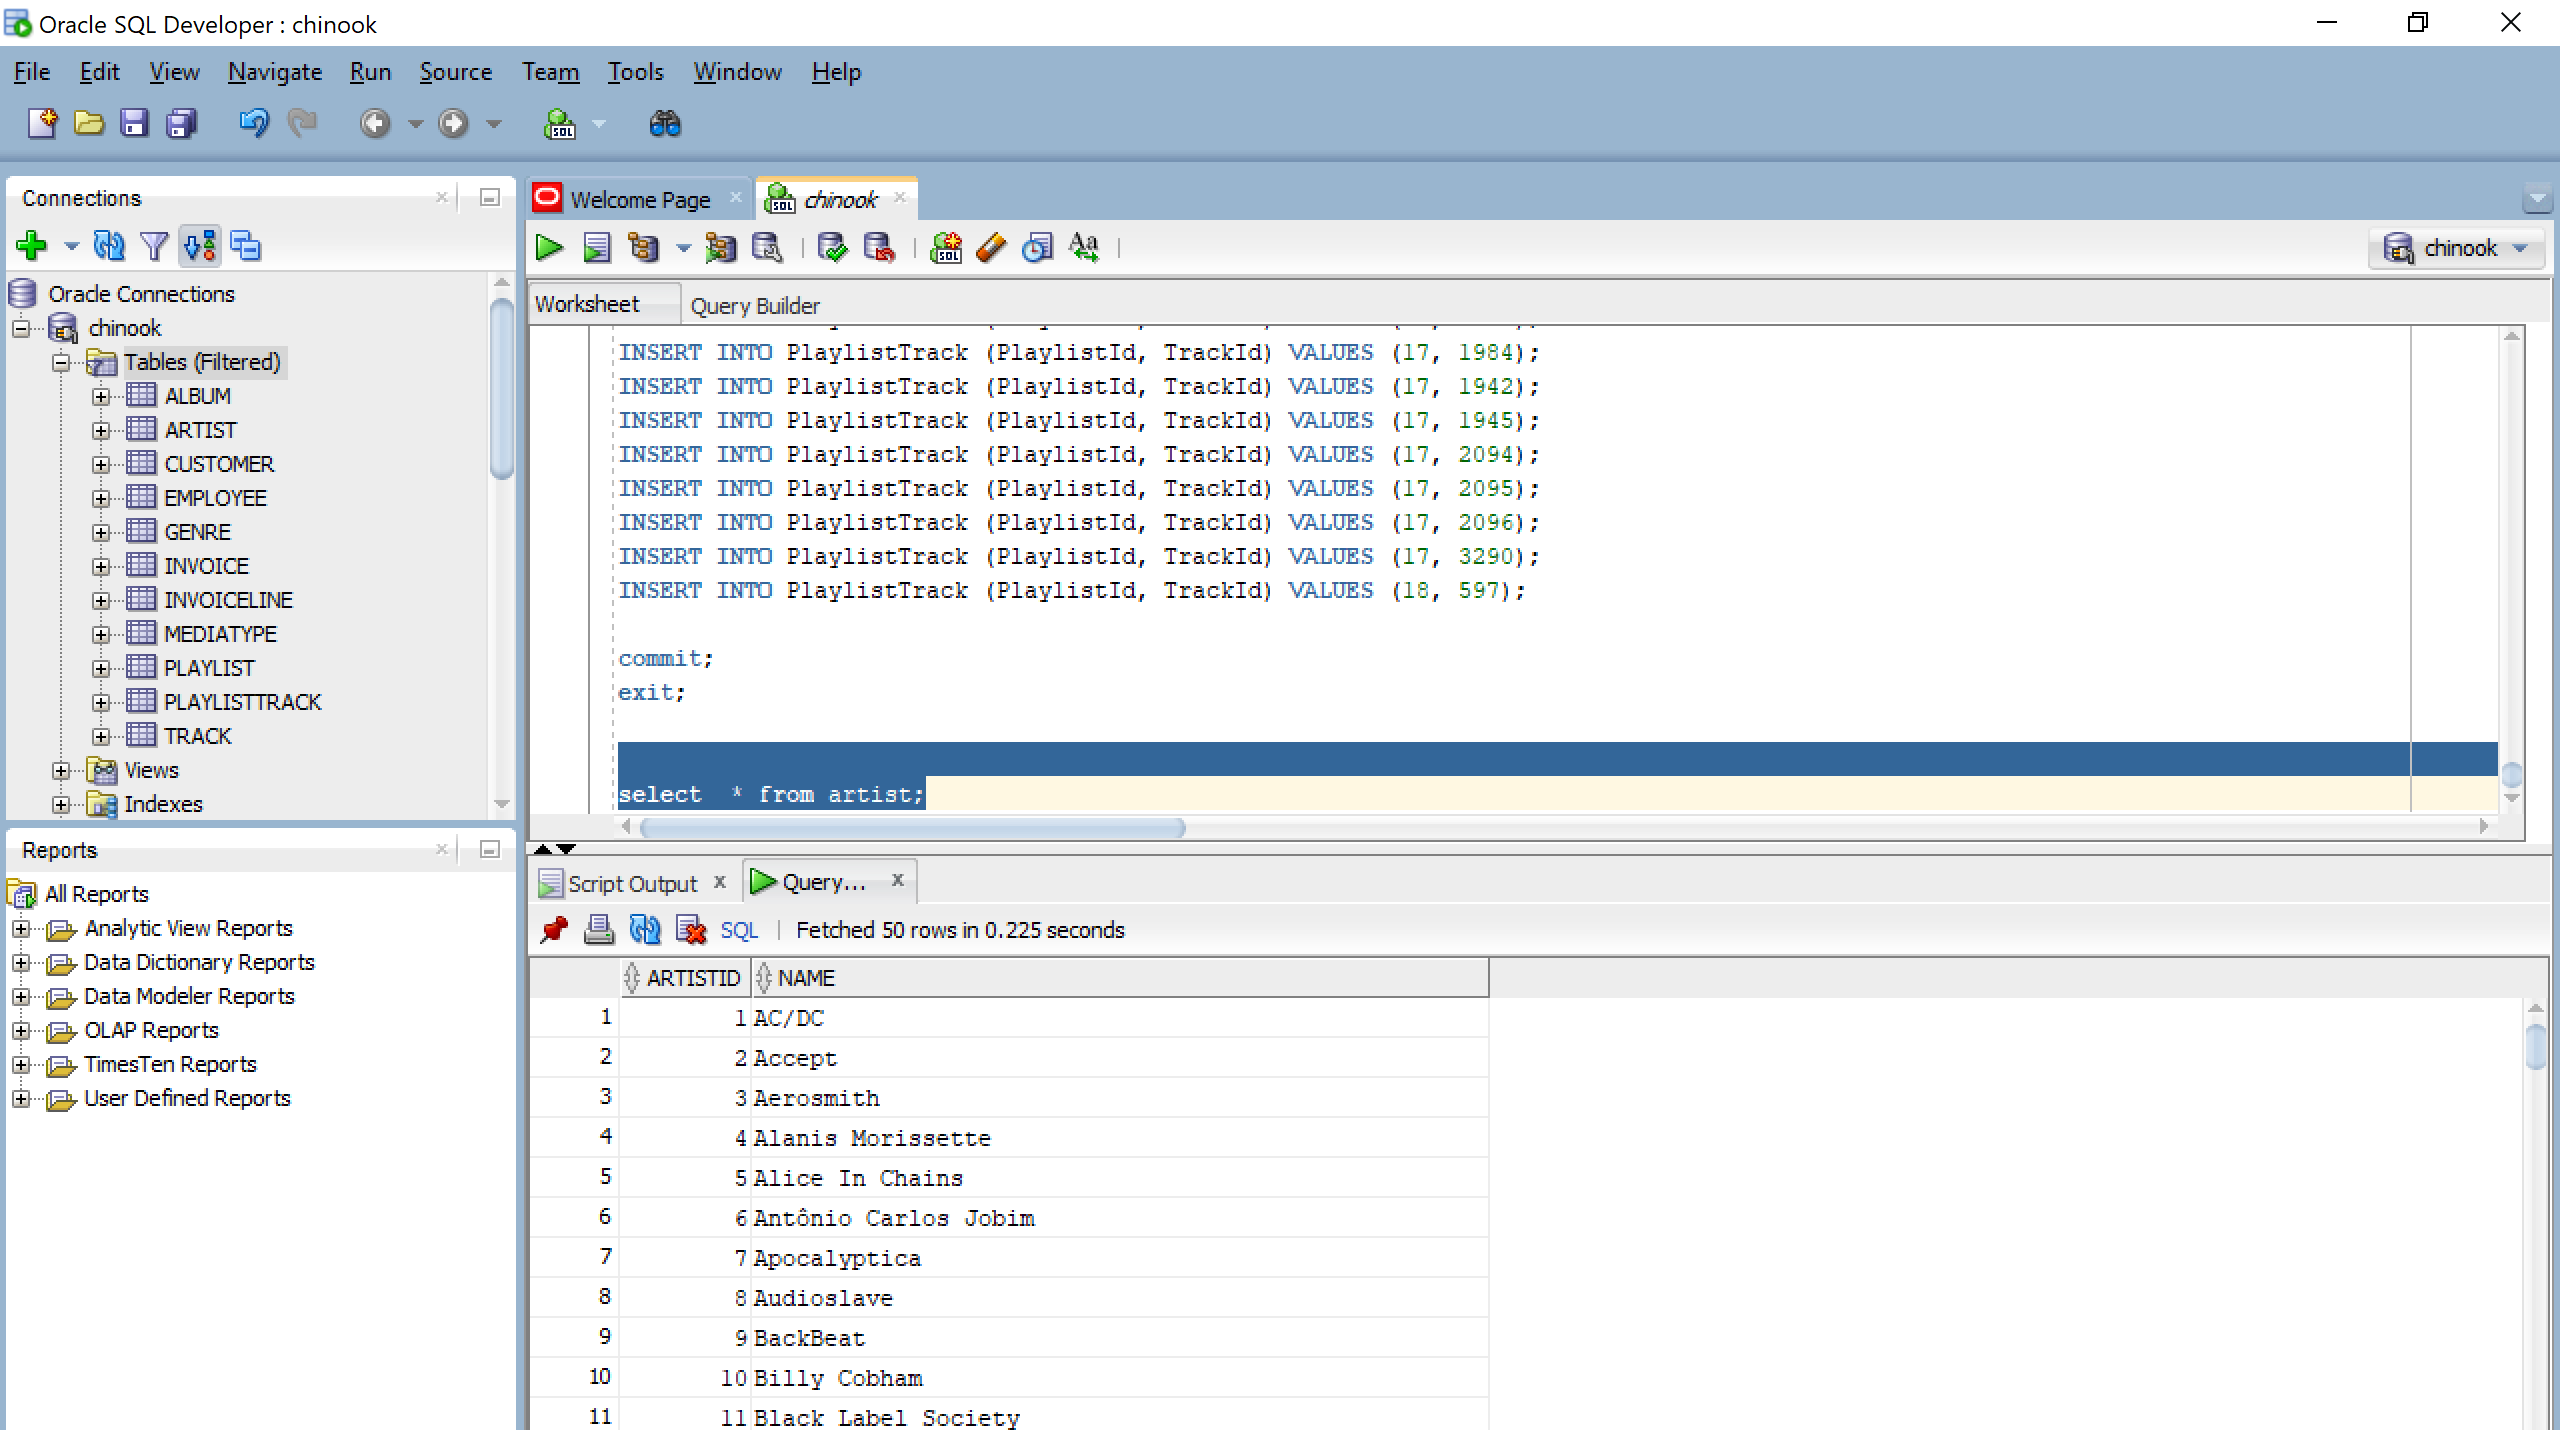 Oracle SQL Developer : chinook
File Edit View Navigate Run Source Team Tools Window Help
SQL
Connections
Oracle Connections
chinook
Tables (Filtered)
ALBUM
ARTIST
CUSTOMER
EMPLOYEE
GENRE
INVOICE
INVOICELINE
MEDIATYPE
PLAYLIST
PLAYLISTTRACK
TRACK
Views
Indexes
Reports
All Reports
Analytic View Reports
Data Dictionary Reports
Data Modeler Reports
OLAP Reports
TimesTen Reports
User Defined Reports
Welcome Page
SQL chinook
SQL Aa chinook
Worksheet Query Builder
INSERT INTO PlaylistTrack (PlaylistId, TrackId) VALUES (17, 1984);
INSERT INTO PlaylistTrack (PlaylistId, TrackId) VALUES (17, 1942);
INSERT INTO PlaylistTrack (PlaylistId, TrackId) VALUES (17, 1945);
INSERT INTO PlaylistTrack (PlaylistId, TrackId) VALUES (17, 2094);
INSERT INTO PlaylistTrack (PlaylistId, TrackId) VALUES (17, 2095);
INSERT INTO PlaylistTrack (PlaylistId, TrackId) VALUES (17, 2096);
INSERT INTO PlaylistTrack (PlaylistId, TrackId) VALUES (17, 3290);
INSERT INTO PlaylistTrack (PlaylistId, TrackId) VALUES (18, 597);
commit;
exit;
select  * from artist;
Script Output x Query... x
SQL | Fetched 50 rows in 0.225 seconds
ARTISTID NAME
1 1 AC/DC
2 2 Accept
3 3 Aerosmith
4 4 Alanis Morissette
5 5 Alice In Chains
6 6 Antônio Carlos Jobim
7 7 Apocalyptica
8 8 Audioslave
9 9 BackBeat
10 10 Billy Cobham
11 11 Black Label Society